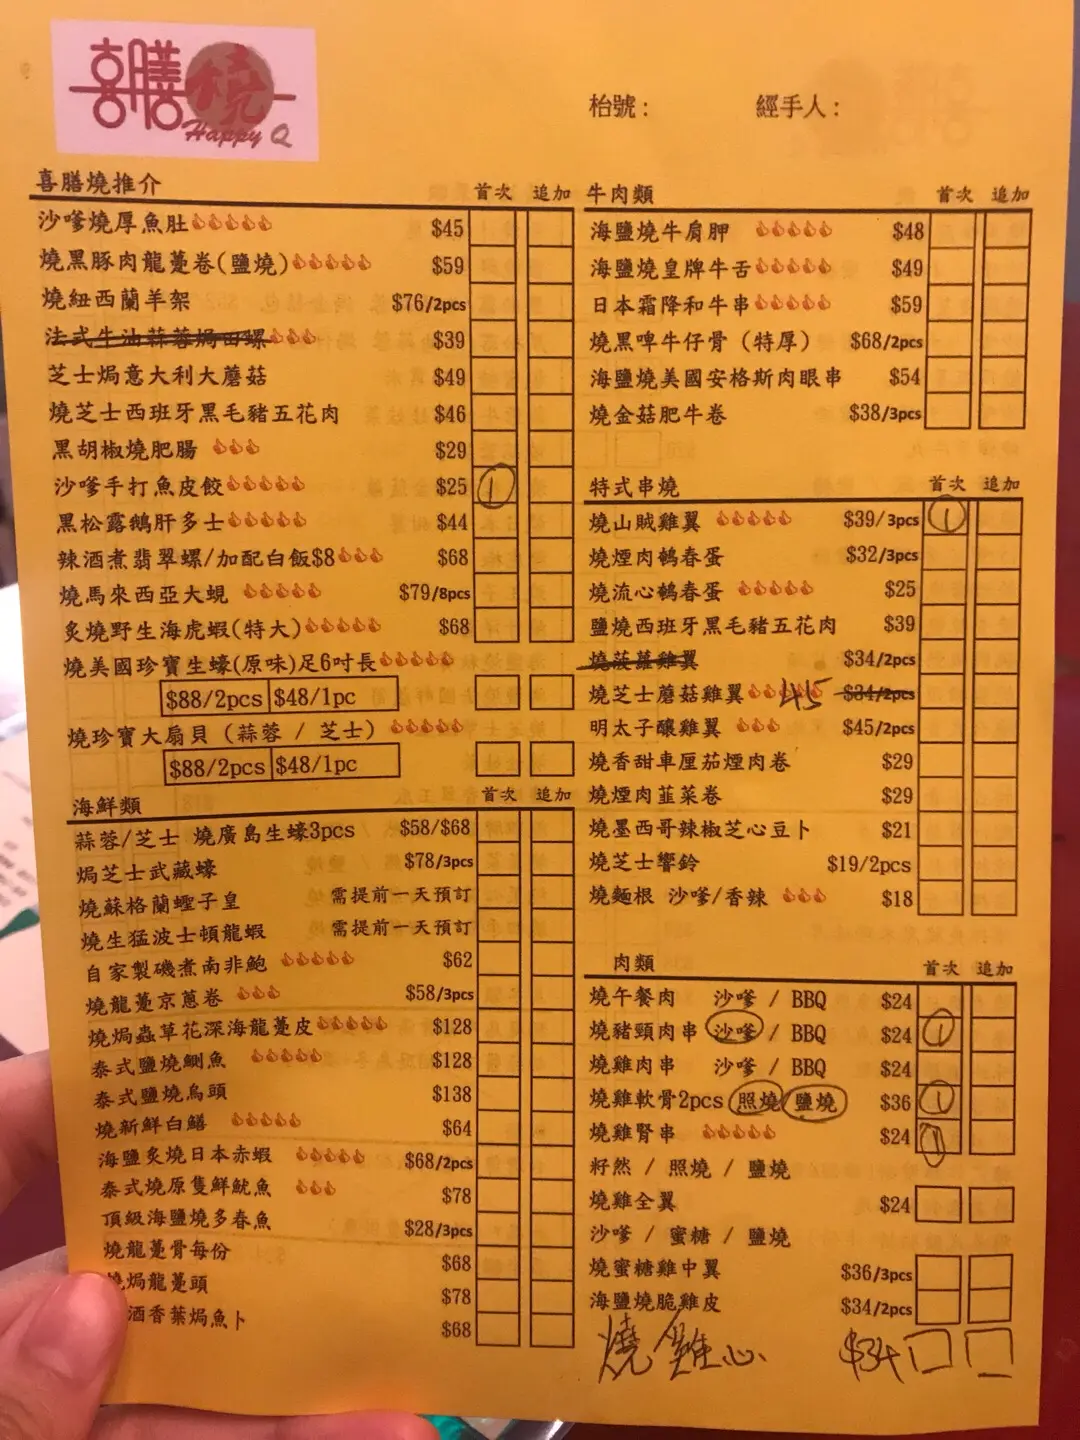 喜膳燒
Happy Q
枱號： 經手人：
喜膳燒推介 首次 追加
沙嗲燒厚魚肚 $45
燒黑豚肉龍躉卷(鹽燒) $59
燒紐西蘭羊架 $76/2pcs
法式牛油蒜蓉焗田螺 $39
芝士焗意大利大蘑菇 $49
燒芝士西班牙黑毛豬五花肉 $46
黑胡椒燒肥腸 $29
沙嗲手打魚皮餃 $25 1
黑松露鵝肝多士 $44
辣酒煮翡翠螺/加配白飯$8 $68
燒馬來西亞大蜆 $79/8pcs
炙燒野生海虎蝦(特大) $68
燒美國珍寶生蠔(原味)足6吋長
$88/2pcs $48/1pc
燒珍寶大扇貝 (蒜蓉 / 芝士)
$88/2pcs $48/1pc
海鮮類 首次 追加
蒜蓉/芝士 燒廣島生蠔3pcs $58/$68
焗芝士武藏蠔 $78/3pcs
燒蘇格蘭蟶子皇 需提前一天預訂
燒生猛波士頓龍蝦 需提前一天預訂
自家製磯煮南非鮑 $62
燒龍躉京蔥卷 $58/3pcs
燒焗蟲草花深海龍躉皮 $128
泰式鹽燒鯛魚 $128
泰式鹽燒烏頭 $138
燒新鮮白鱔 $64
海鹽炙燒日本赤蝦 $68/2pcs
泰式燒原隻鮮魷魚 $78
頂級海鹽燒多春魚 $28/3pcs
燒龍躉骨每份 $68
燒焗龍躉頭 $78
酒香葉焗魚卜 $68
牛肉類 首次 追加
海鹽燒牛肩胛 $48
海鹽燒皇牌牛舌 $49
日本霜降和牛串 $59
燒黑啤牛仔骨 (特厚) $68/2pcs
海鹽燒美國安格斯肉眼串 $54
燒金菇肥牛卷 $38/3pcs
特式串燒 首次 追加
燒山賊雞翼 $39/3pcs 1
燒煙肉鵪春蛋 $32/3pcs
燒流心鵪春蛋 $25
鹽燒西班牙黑毛豬五花肉 $39
燒菠蘿雞翼 $34/2pcs
燒芝士蘑菇雞翼 45 $34/2pcs
明太子釀雞翼 $45/2pcs
燒香甜車厘茄煙肉卷 $29
燒煙肉韮菜卷 $29
燒墨西哥辣椒芝心豆卜 $21
燒芝士響鈴 $19/2pcs
燒麵根 沙嗲/香辣 $18
肉類 首次 追加
燒午餐肉 沙嗲 / BBQ $24
燒豬頸肉串 沙嗲 / BBQ $24 1
燒雞肉串 沙嗲 / BBQ $24
燒雞軟骨2pcs 照燒/鹽燒 $36 1
燒雞腎串 $24 1
籽然 / 照燒 / 鹽燒
燒雞全翼 $24
沙嗲 / 蜜糖 / 鹽燒
燒蜜糖雞中翼 $36/3pcs
海鹽燒脆雞皮 $34/2pcs
燒雞心 $34